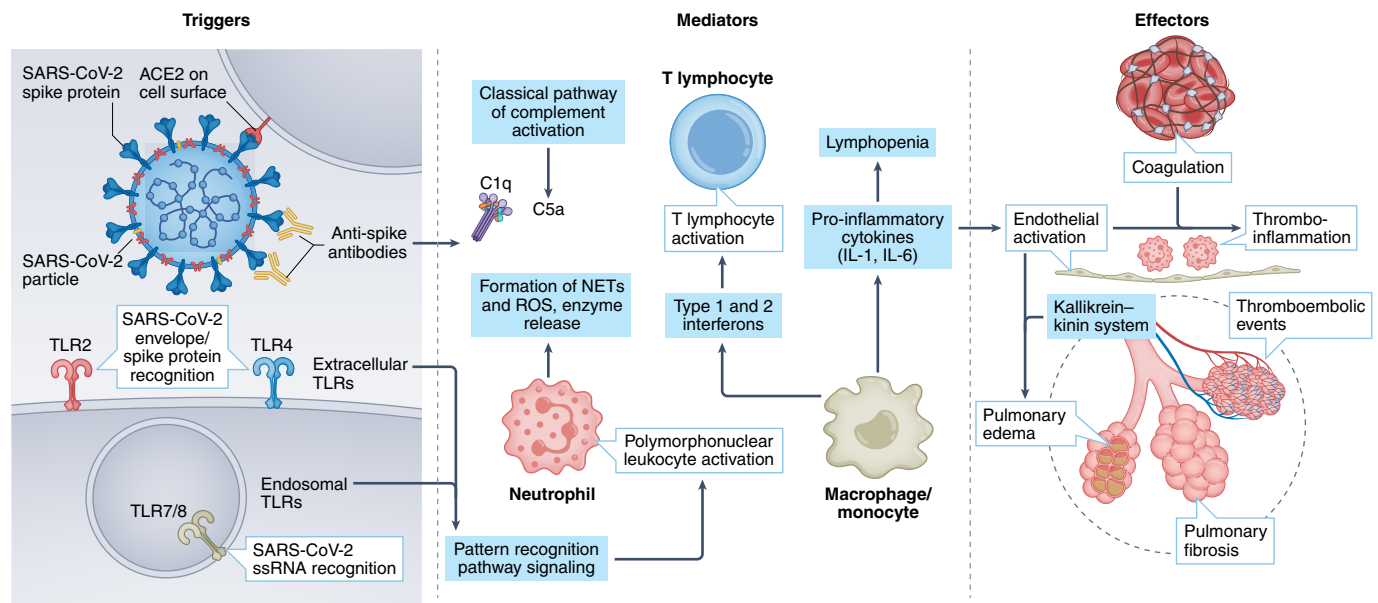 Triggers
Mediators
Effectors
SARS-CoV-2
spike protein
ACE2 on
cell surface
SARS-CoV-2
particle
Anti-spike
antibodies
SARS-CoV-2
envelope/
spike protein
recognition
TLR2
TLR4
Extracellular
TLRs
Endosomal
TLRs
TLR7/8
SARS-CoV-2
ssRNA recognition
Classical pathway
of complement
activation
C1q
C5a
Formation of NETs
and ROS, enzyme
release
Neutrophil
Polymorphonuclear
leukocyte activation
Pattern recognition
pathway signaling
T lymphocyte
T lymphocyte
activation
Type 1 and 2
interferons
Lymphopenia
Pro-inflammatory
cytokines
(IL-1, IL-6)
Macrophage/
monocyte
Coagulation
Endothelial
activation
Thrombo-
inflammation
Kallikrein–
kinin system
Thromboembolic
events
Pulmonary
edema
Pulmonary
fibrosis